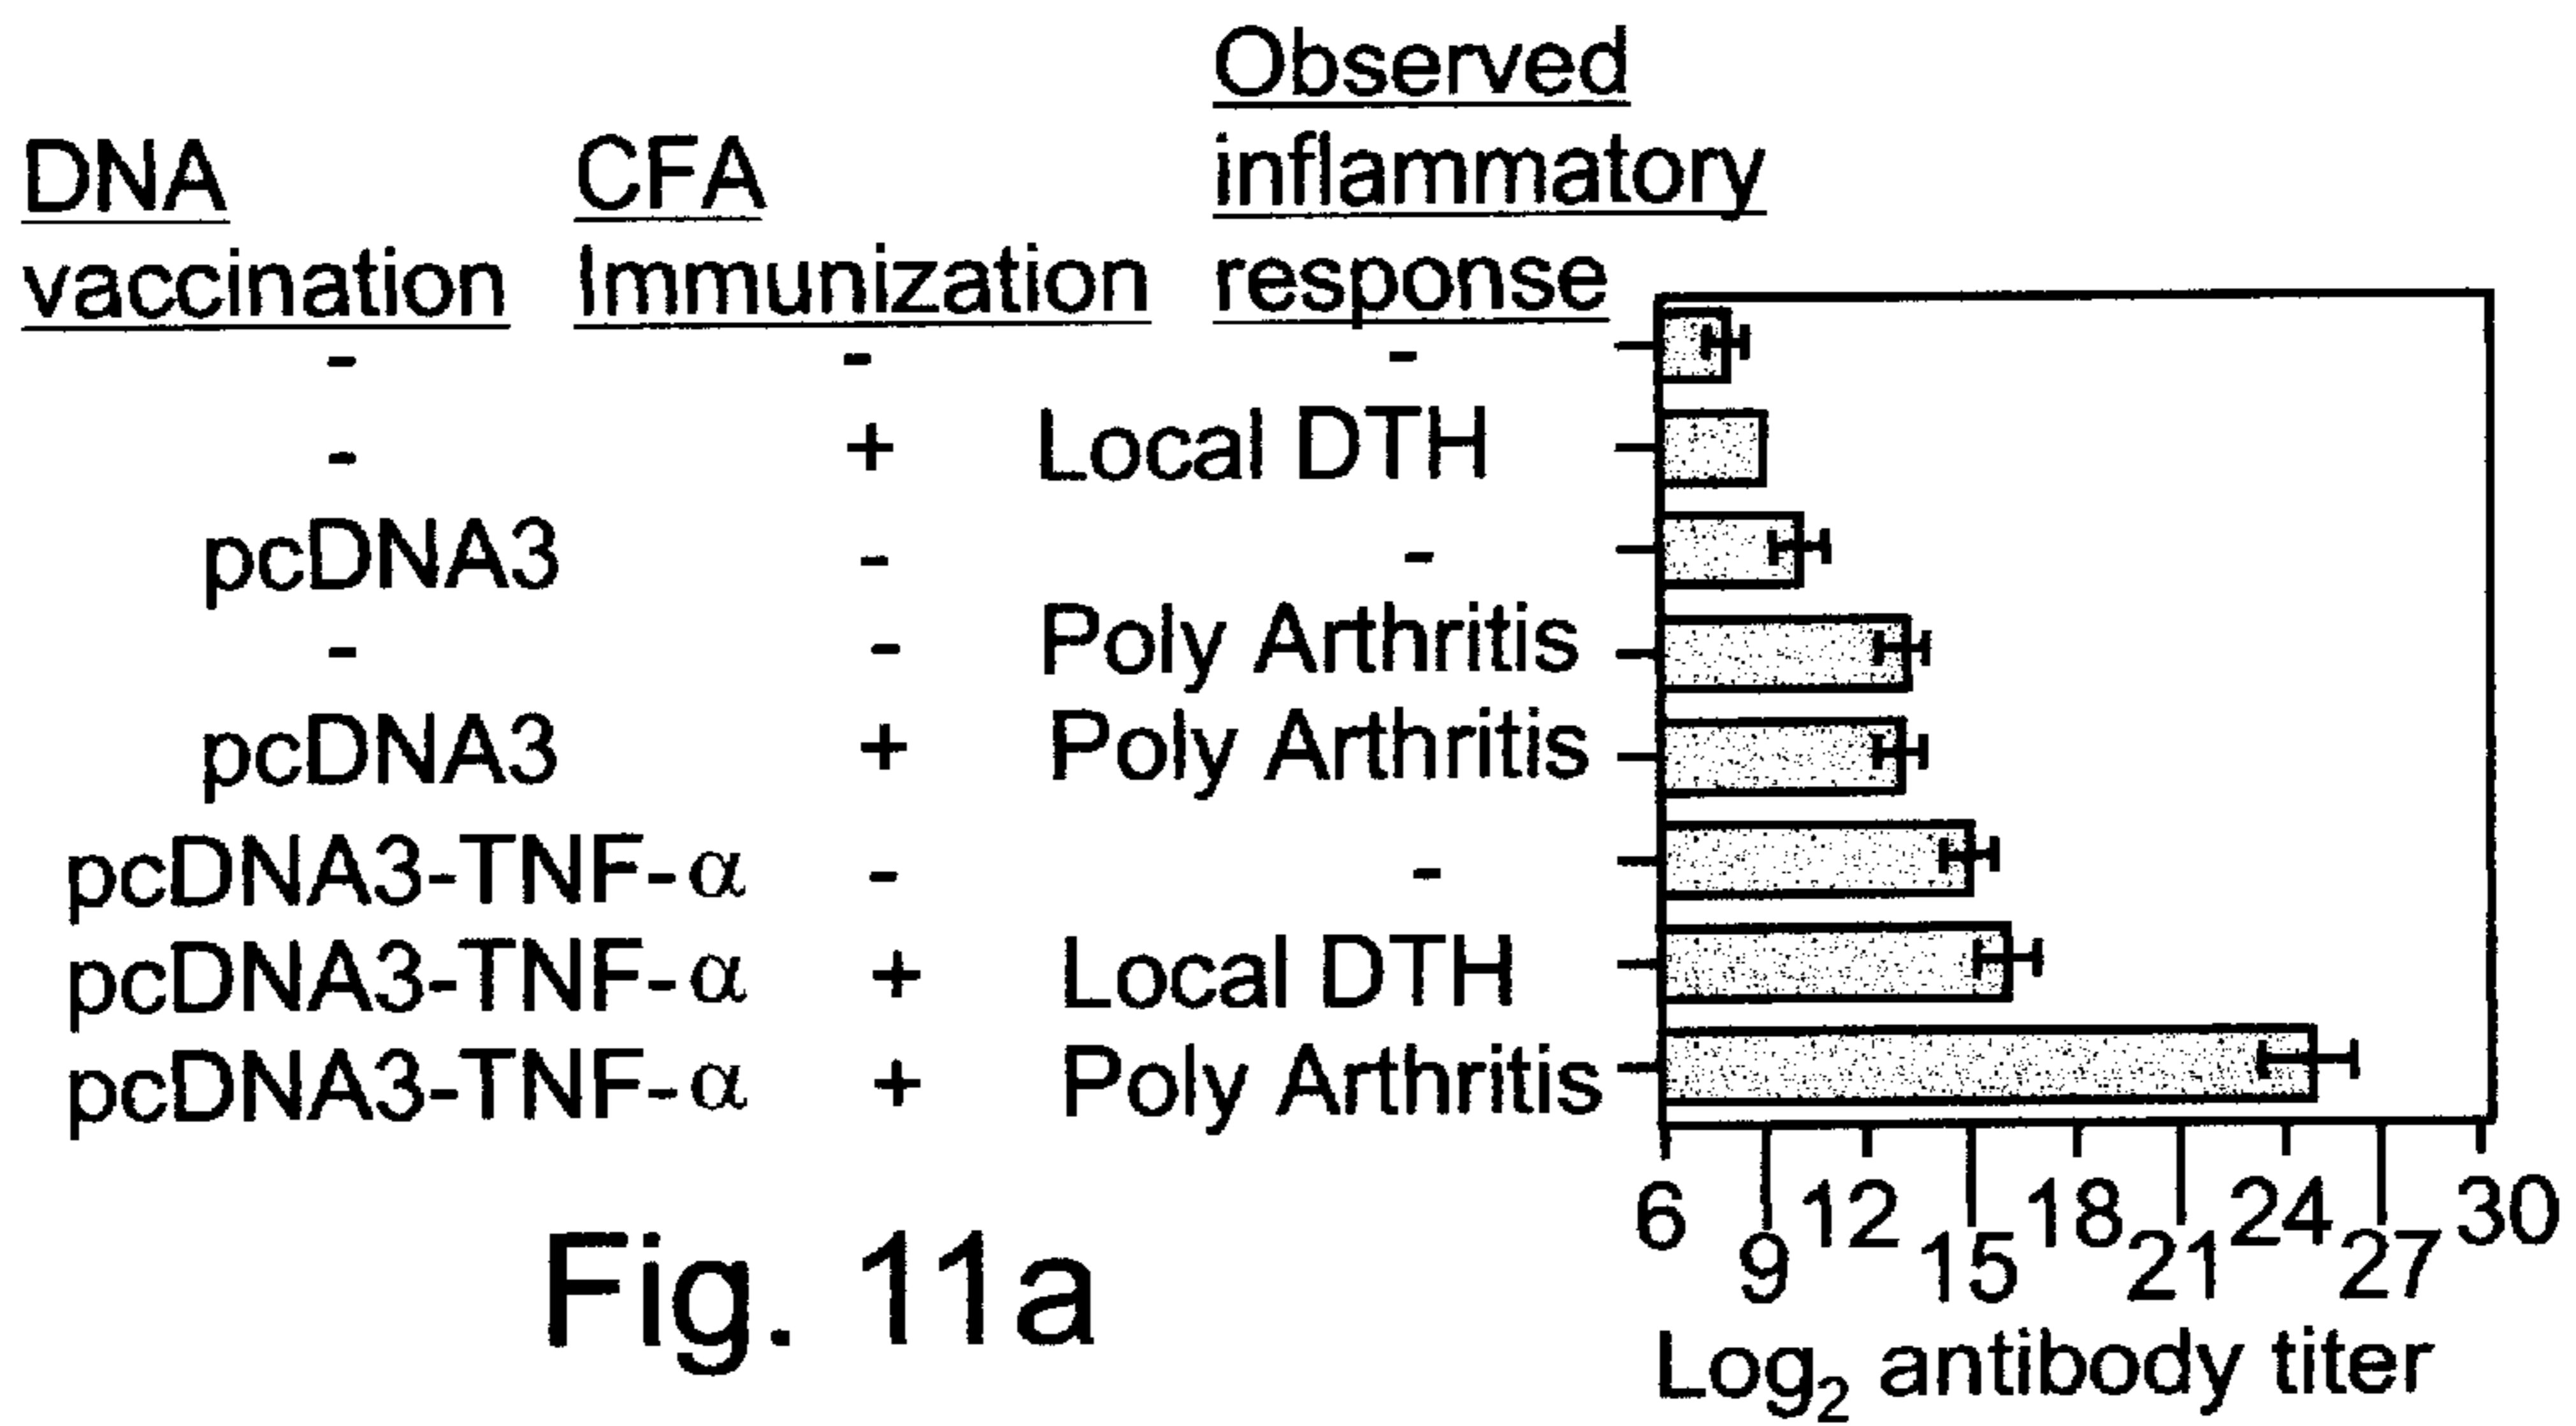 DNA vaccination CFA Immunization Observed inflammatory response
- - -
- + Local DTH
pcDNA3 - -
- - Poly Arthritis
pcDNA3 + Poly Arthritis
pcDNA3-TNF-α - -
pcDNA3-TNF-α + Local DTH
pcDNA3-TNF-α + Poly Arthritis
6 9 12 15 18 21 24 27 30
Log₂ antibody titer
Fig. 11a